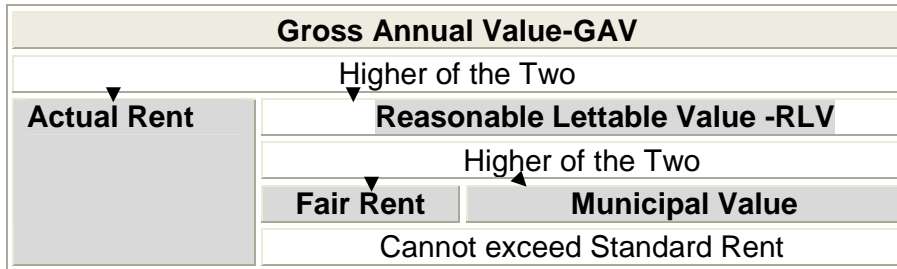 Gross Annual Value-GAV
Higher of the Two
Actual Rent Reasonable Lettable Value -RLV
Higher of the Two
Fair Rent Municipal Value
Cannot exceed Standard Rent